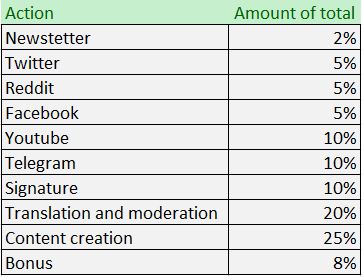 Action Amount of total
Newstetter 2%
Twitter 5%
Reddit 5%
Facebook 5%
Youtube 10%
Telegram 10%
Signature 10%
Translation and moderation 20%
Content creation 25%
Bonus 8%